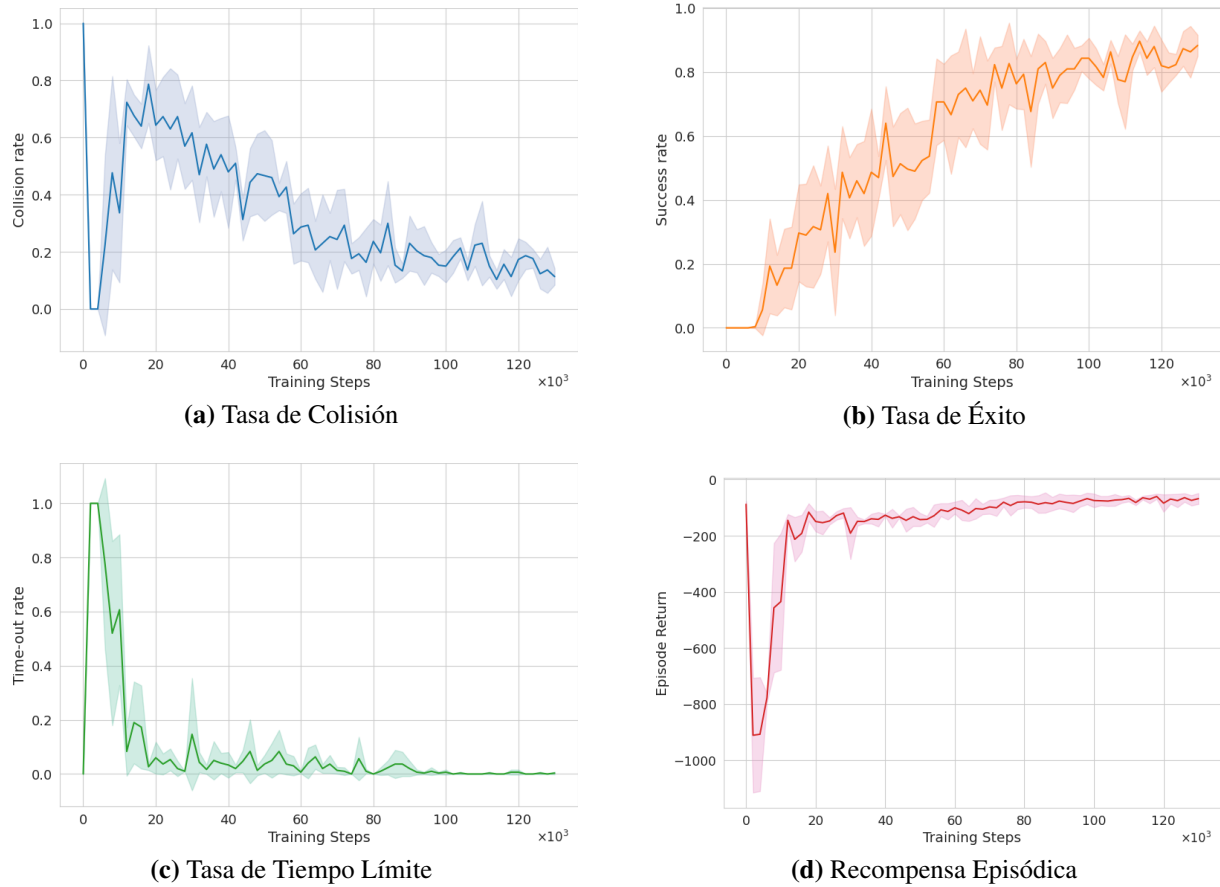 1.0
0.8
0.6
0.4
0.2
0.0
Collision rate
0 20 40 60 80 100 120
×10³
Training Steps
(a) Tasa de Colisión
1.0
0.8
0.6
0.4
0.2
0.0
Success rate
0 20 40 60 80 100 120
×10³
Training Steps
(b) Tasa de Éxito
1.0
0.8
0.6
0.4
0.2
0.0
Time-out rate
0 20 40 60 80 100 120
×10³
Training Steps
(c) Tasa de Tiempo Límite
0
−200
−400
−600
−800
−1000
Episode Return
0 20 40 60 80 100 120
×10³
Training Steps
(d) Recompensa Episódica